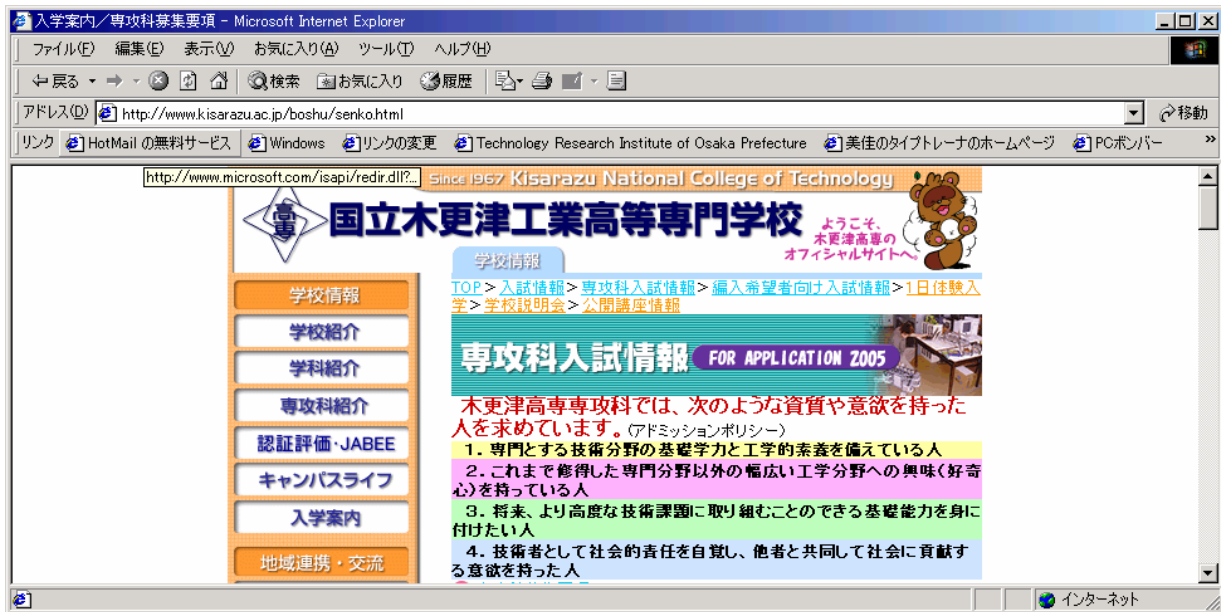 入学案内／専攻科募集要項 - Microsoft Internet Explorer
ファイル(F) 編集(E) 表示(V) お気に入り(A) ツール(T) ヘルプ(H)
戻る 検索 お気に入り 履歴
アドレス(D) http://www.kisarazu.ac.jp/boshu/senko.html 移動
リンク HotMail の無料サービス Windows リンクの変更 Technology Research Institute of Osaka Prefecture 美佳のタイプトレーナのホームページ PCボンバー »
http://www.microsoft.com/isapi/redir.dll?...
Since 1967 Kisarazu National College of Technology
高専
国立木更津工業高等専門学校
ようこそ、
木更津高専の
オフィシャルサイトへ。
学校情報
学校情報
学校紹介
学科紹介
専攻科紹介
認証評価・JABEE
キャンパスライフ
入学案内
地域連携・交流
TOP>入試情報>専攻科入試情報>編入希望者向け入試情報>1日体験入
学>学校説明会>公開講座情報
専攻科入試情報 FOR APPLICATION 2005
木更津高専専攻科では、次のような資質や意欲を持った
人を求めています。(アドミッションポリシー)
1. 専門とする技術分野の基礎学力と工学的素養を備えている人
2. これまで修得した専門分野以外の幅広い工学分野への興味(好奇
心)を持っている人
3. 将来、より高度な技術課題に取り組むことのできる基礎能力を身に
付けたい人
4. 技術者として社会的責任を自覚し、他者と共同して社会に貢献す
る意欲を持った人
インターネット